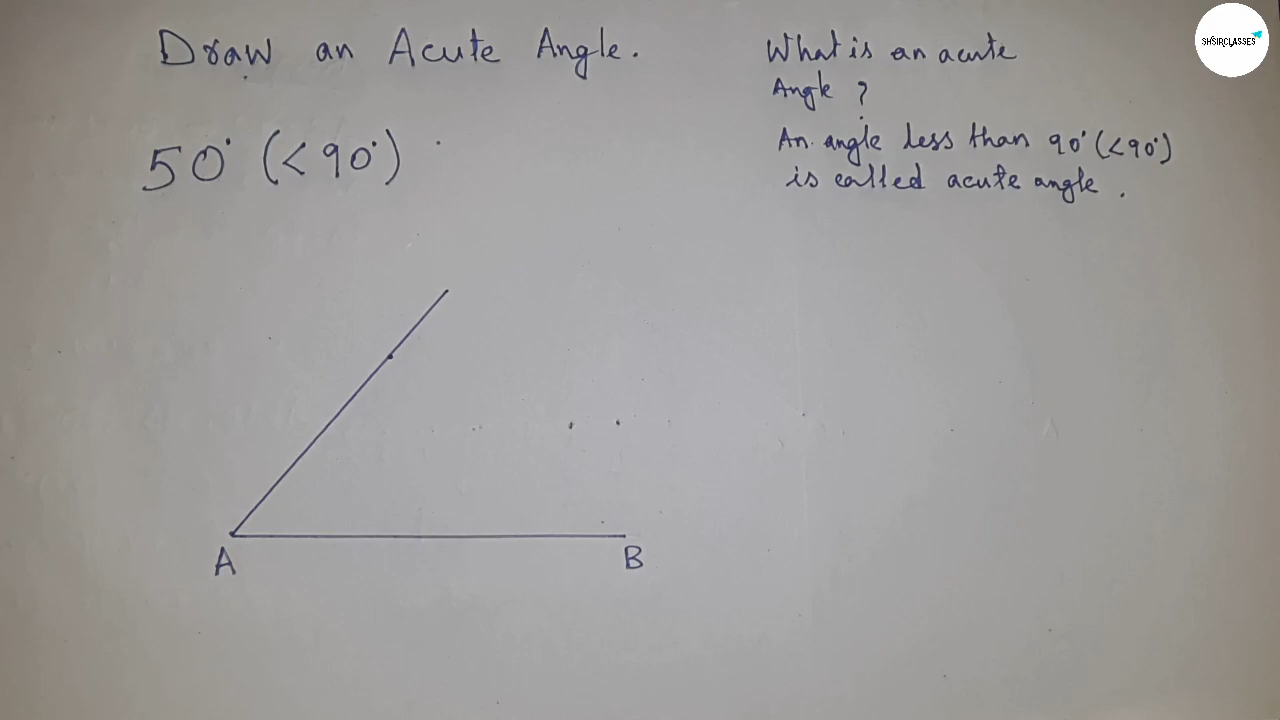 Draw an Acute Angle.
50° (<90°)
What is an acute
Angle ?
An angle less than 90° (<90°)
is called acute angle.
A
B
SHSIRCLASSES